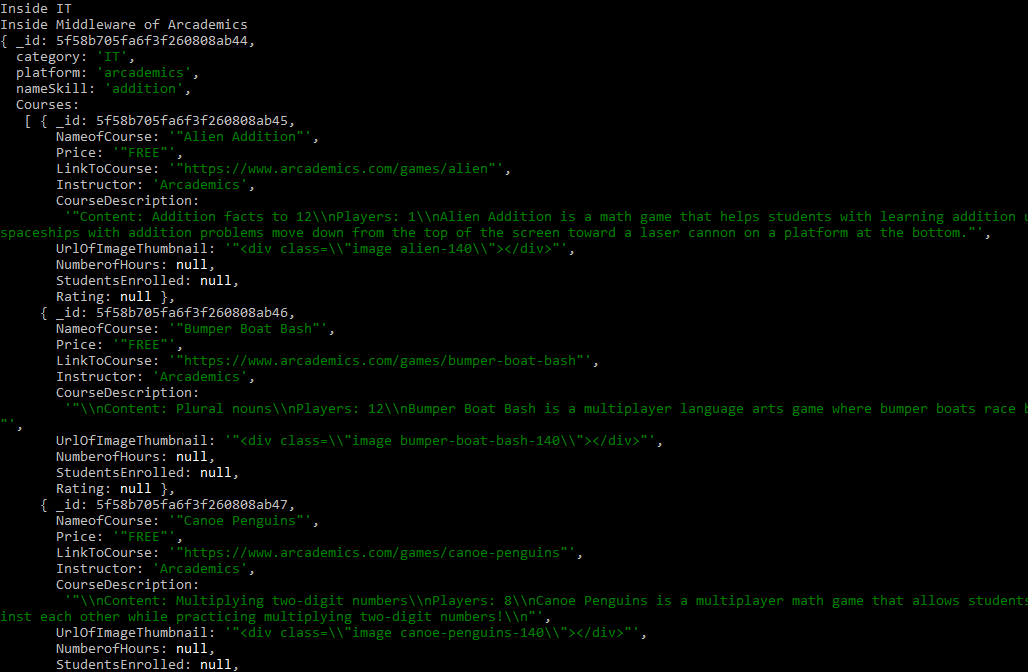 Inside IT
Inside Middleware of Arcademics
{ _id: 5f58b705fa6f3f260808ab44,
  category: 'IT',
  platform: 'arcademics',
  nameSkill: 'addition',
  Courses:
   [ { _id: 5f58b705fa6f3f260808ab45,
       NameofCourse: '"Alien Addition"',
       Price: '"FREE"',
       LinkToCourse: '"https://www.arcademics.com/games/alien"',
       Instructor: 'Arcademics',
       CourseDescription:
        '"Content: Addition facts to 12\\nPlayers: 1\\nAlien Addition is a math game that helps students with learning addition
spaceships with addition problems move down from the top of the screen toward a laser cannon on a platform at the bottom."',
       UrlOfImageThumbnail: '"<div class=\\"image alien-140\\"></div>"',
       NumberofHours: null,
       StudentsEnrolled: null,
       Rating: null },
     { _id: 5f58b705fa6f3f260808ab46,
       NameofCourse: '"Bumper Boat Bash"',
       Price: '"FREE"',
       LinkToCourse: '"https://www.arcademics.com/games/bumper-boat-bash"',
       Instructor: 'Arcademics',
       CourseDescription:
        '"\\nContent: Plural nouns\\nPlayers: 12\\nBumper Boat Bash is a multiplayer language arts game where bumper boats race
"',
       UrlOfImageThumbnail: '"<div class=\\"image bumper-boat-bash-140\\"></div>"',
       NumberofHours: null,
       StudentsEnrolled: null,
       Rating: null },
     { _id: 5f58b705fa6f3f260808ab47,
       NameofCourse: '"Canoe Penguins"',
       Price: '"FREE"',
       LinkToCourse: '"https://www.arcademics.com/games/canoe-penguins"',
       Instructor: 'Arcademics',
       CourseDescription:
        '"\\nContent: Multiplying two-digit numbers\\nPlayers: 8\\nCanoe Penguins is a multiplayer math game that allows students
inst each other while practicing multiplying two-digit numbers!\\n"',
       UrlOfImageThumbnail: '"<div class=\\"image canoe-penguins-140\\"></div>"',
       NumberofHours: null,
       StudentsEnrolled: null,